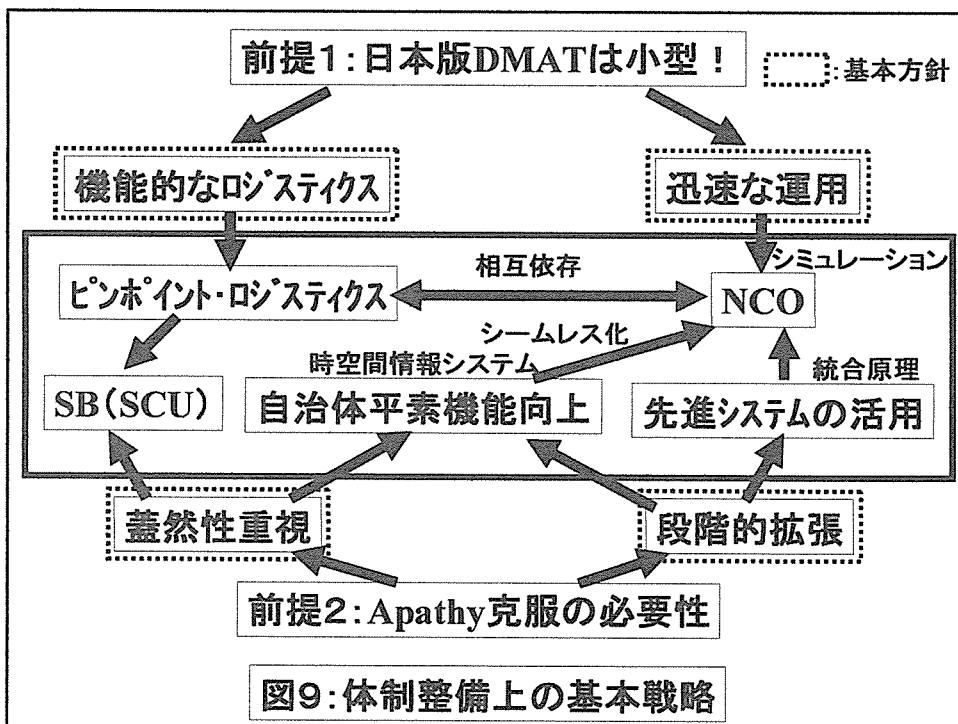 前提1:日本版DMATは小型！
:基本方針
機能的なロジスティクス
迅速な運用
シミュレーション
相互依存
ピンポイント・ロジスティクス
NCO
シームレス化
時空間情報システム
統合原理
SB(SCU)
自治体平素機能向上
先進システムの活用
蓋然性重視
段階的拡張
前提2:Apathy克服の必要性
図9:体制整備上の基本戦略